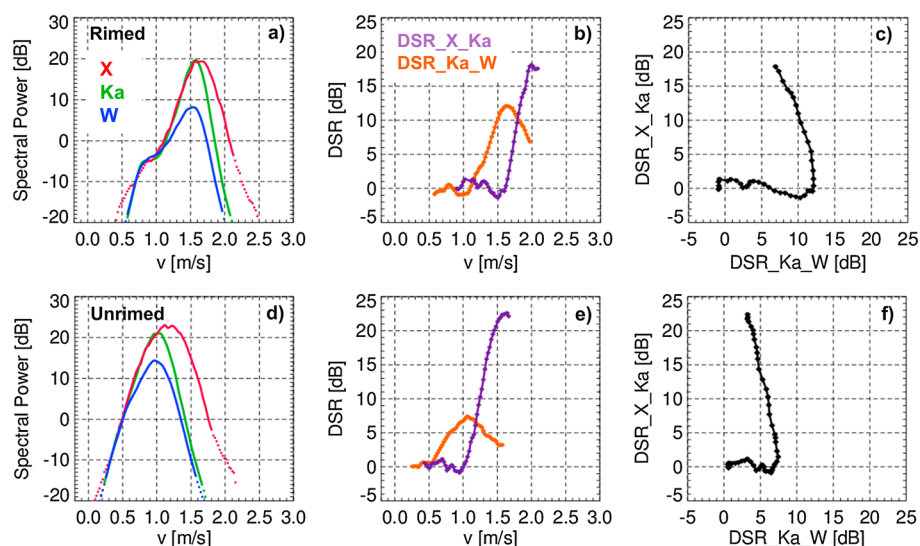 Rimed a)
X
Ka
W
Spectral Power [dB]
30
20
10
0
-10
-20
0.0 0.5 1.0 1.5 2.0 2.5 3.0
v [m/s]
DSR_X_Ka b)
DSR_Ka_W
DSR [dB]
25
20
15
10
5
0
-5
0.0 0.5 1.0 1.5 2.0 2.5 3.0
v [m/s]
c)
DSR_X_Ka [dB]
25
20
15
10
5
0
-5
-5 0 5 10 15 20 25
DSR_Ka_W [dB]
Unrimed d)
Spectral Power [dB]
30
20
10
0
-10
-20
0.0 0.5 1.0 1.5 2.0 2.5 3.0
v [m/s]
e)
DSR [dB]
25
20
15
10
5
0
-5
0.0 0.5 1.0 1.5 2.0 2.5 3.0
v [m/s]
f)
DSR_X_Ka [dB]
25
20
15
10
5
0
-5
-5 0 5 10 15 20 25
DSR_Ka_W [dB]